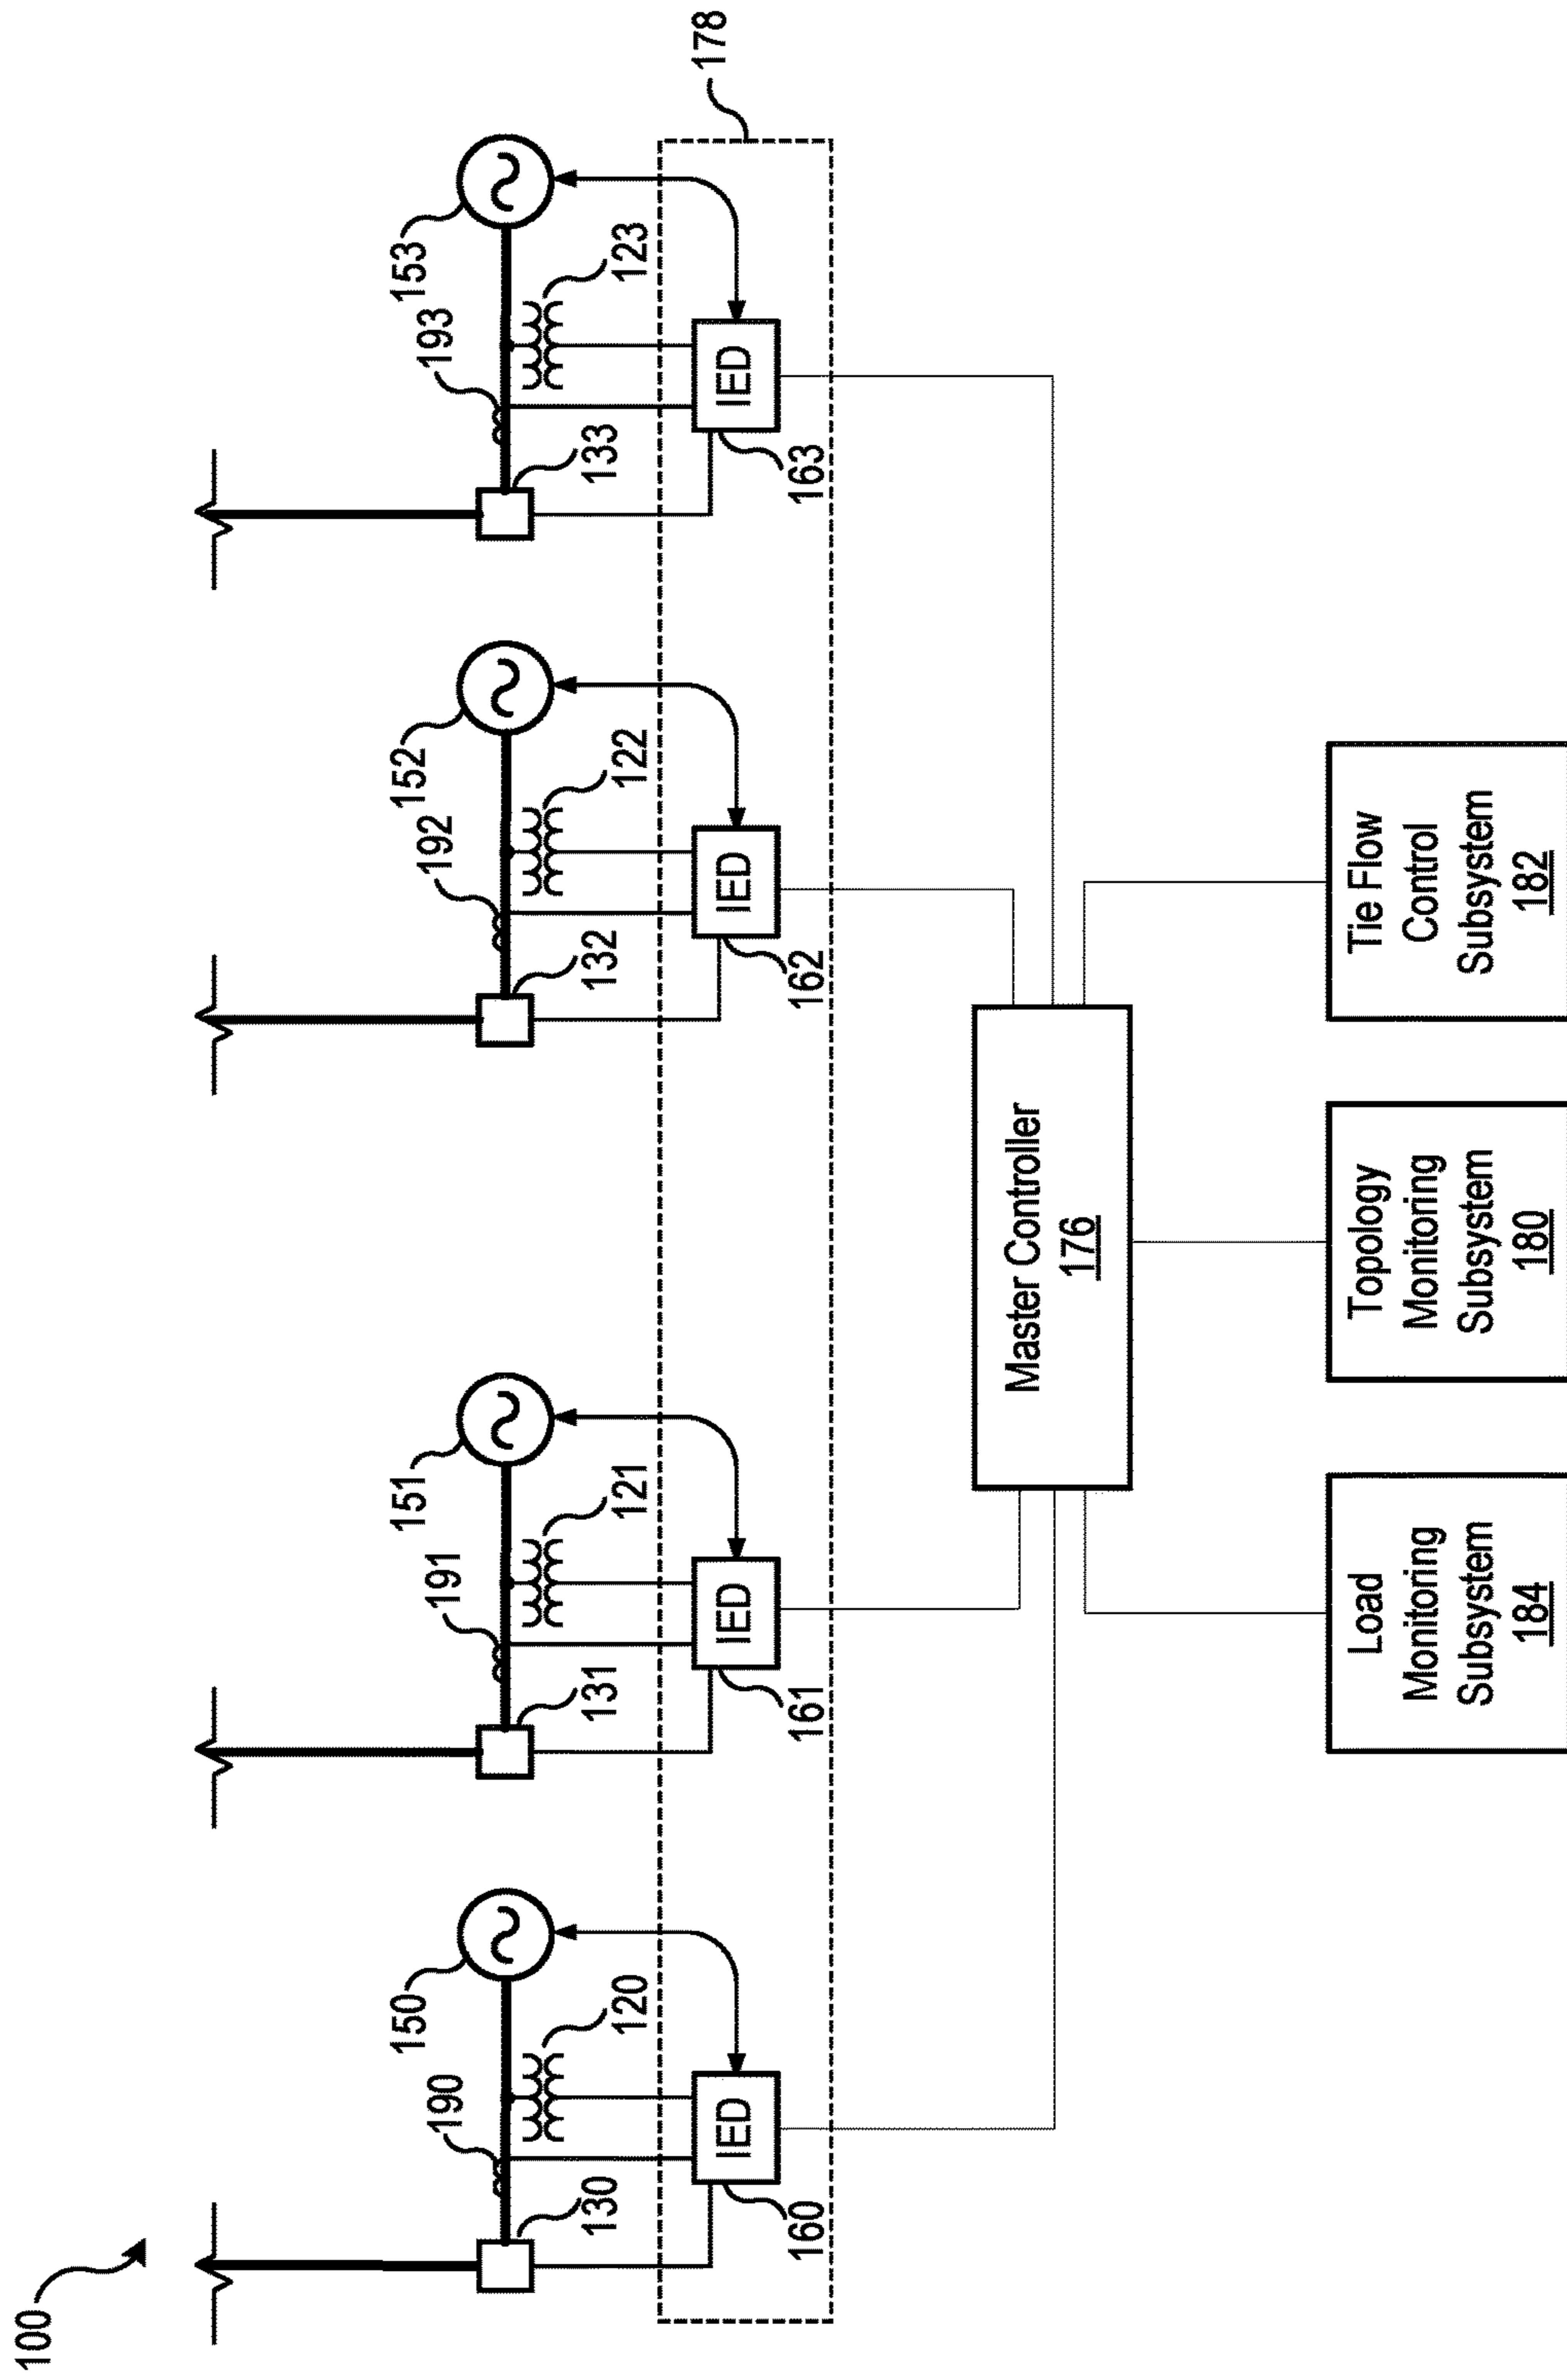 100
150
190
120
130
160
IED
151
191
121
131
161
IED
152
192
122
132
162
IED
153
193
123
133
163
IED
178
Master Controller
176
Load
Monitoring
Subsystem
184
Topology
Monitoring
Subsystem
180
Tie Flow
Control
Subsystem
182